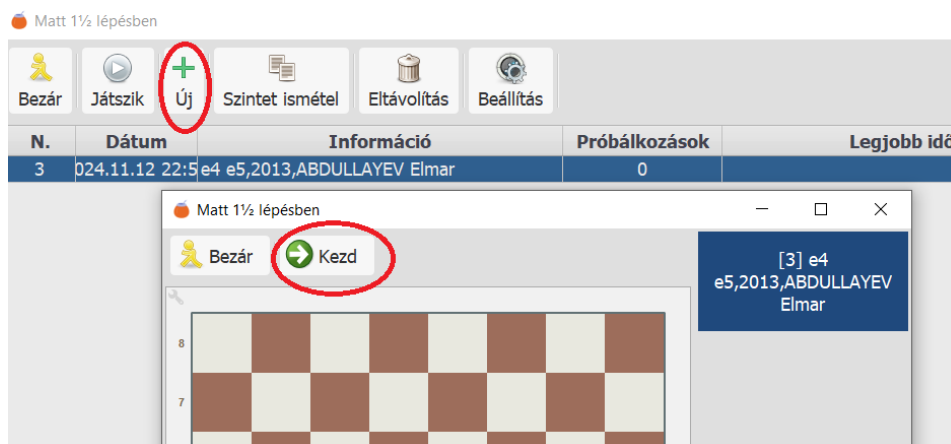 Matt 1½ lépésben
Bezár Játszik Új Szintet ismétel Eltávolítás Beállítás
N. Dátum Információ Próbálkozások Legjobb idő
3 024.11.12 22:5 e4 e5,2013,ABDULLAYEV Elmar 0
Matt 1½ lépésben
Bezár Kezd
[3] e4
e5,2013,ABDULLAYEV
Elmar
8
7